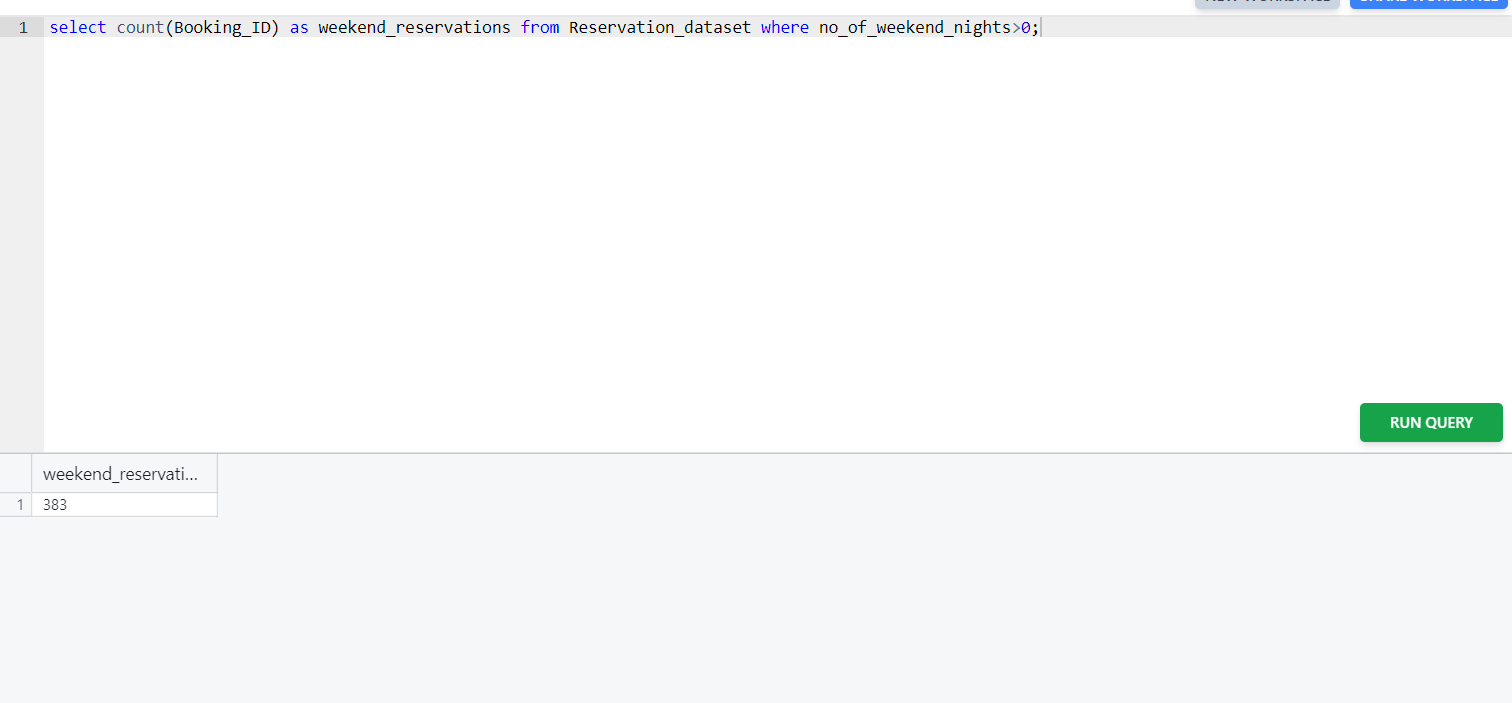 1 select count(Booking_ID) as weekend_reservations from Reservation_dataset where no_of_weekend_nights>0;
RUN QUERY
weekend_reservati...
1 383